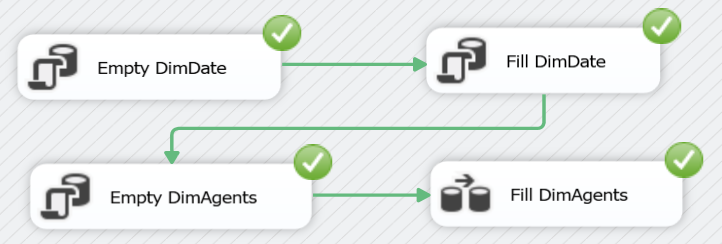 Empty DimDate
Fill DimDate
Empty DimAgents
Fill DimAgents